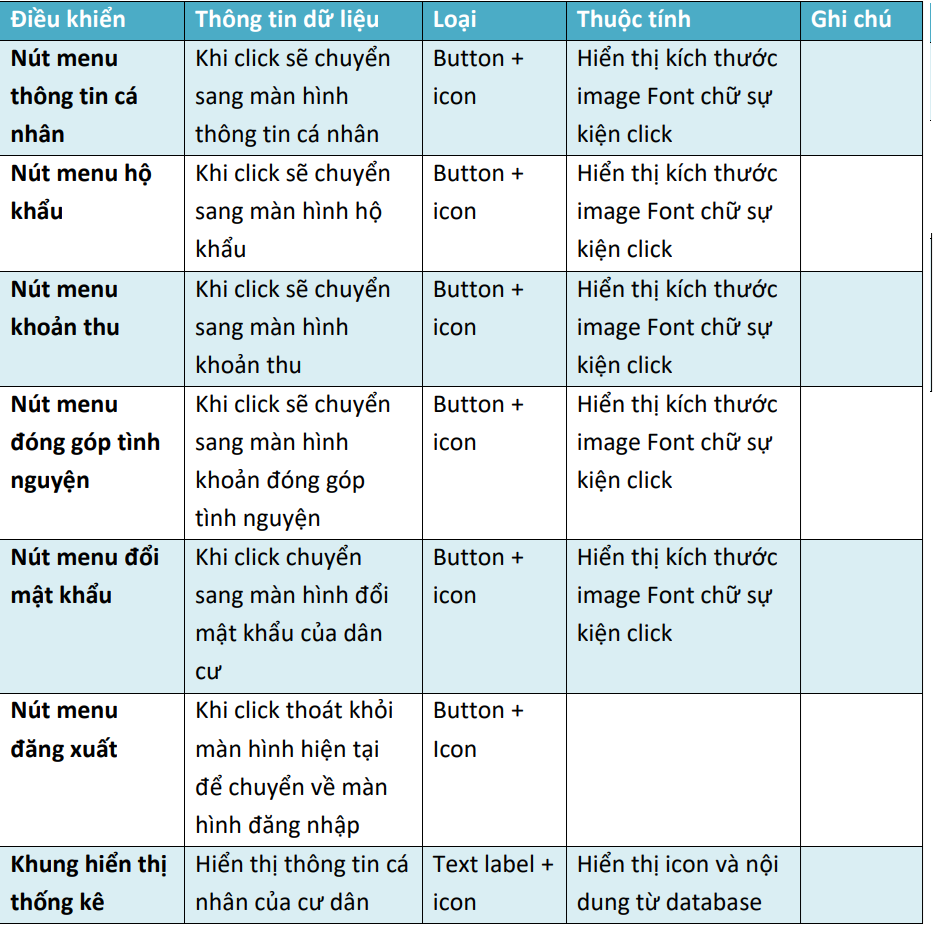 Điều khiển Thông tin dữ liệu Loại Thuộc tính Ghi chú
Nút menu Khi click sẽ chuyển Button + Hiển thị kích thước
thông tin cá sang màn hình icon image Font chữ sự
nhân thông tin cá nhân kiện click
Nút menu hộ Khi click sẽ chuyển Button + Hiển thị kích thước
khẩu sang màn hình hộ icon image Font chữ sự
khẩu kiện click
Nút menu Khi click sẽ chuyển Button + Hiển thị kích thước
khoản thu sang màn hình icon image Font chữ sự
khoản thu kiện click
Nút menu Khi click sẽ chuyển Button + Hiển thị kích thước
đóng góp tình sang màn hình icon image Font chữ sự
nguyện khoản đóng góp kiện click
tình nguyện
Nút menu đổi Khi click chuyển Button + Hiển thị kích thước
mật khẩu sang màn hình đổi icon image Font chữ sự
mật khẩu của dân kiện click
cư
Nút menu Khi click thoát khỏi Button +
đăng xuất màn hình hiện tại Icon
để chuyển về màn
hình đăng nhập
Khung hiển thị Hiển thị thông tin cá Text label + Hiển thị icon và nội
thống kê nhân của cư dân icon dung từ database